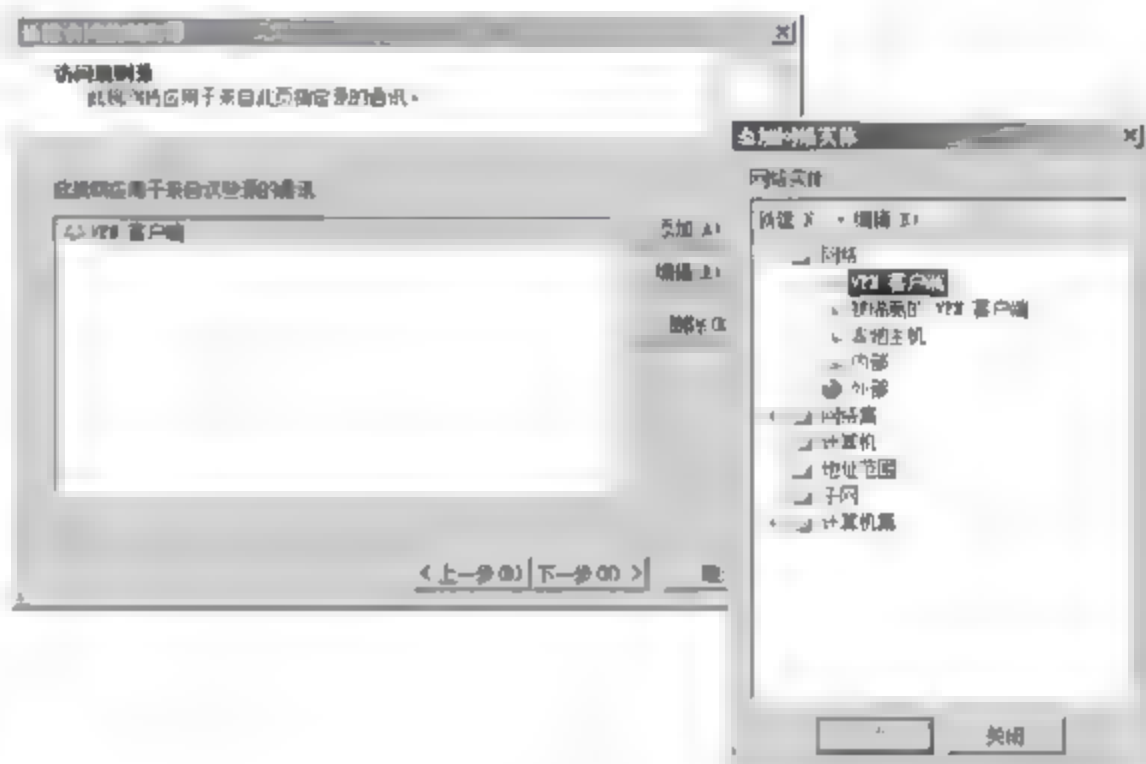 访问规则源
此规则将应用于来自此页指定源的通讯。
此规则应用于来自这些源的通讯
VPN 客户端
添加(A)
编辑(E)
删除(R)
< 上一步(B)
下一步(N) >
添加网络实体
网络实体
新建(N) 编辑(E)
网络
VPN 客户端
被隔离的 VPN 客户端
本地主机
内部
外部
网络集
计算机
地址范围
子网
计算机集
关闭